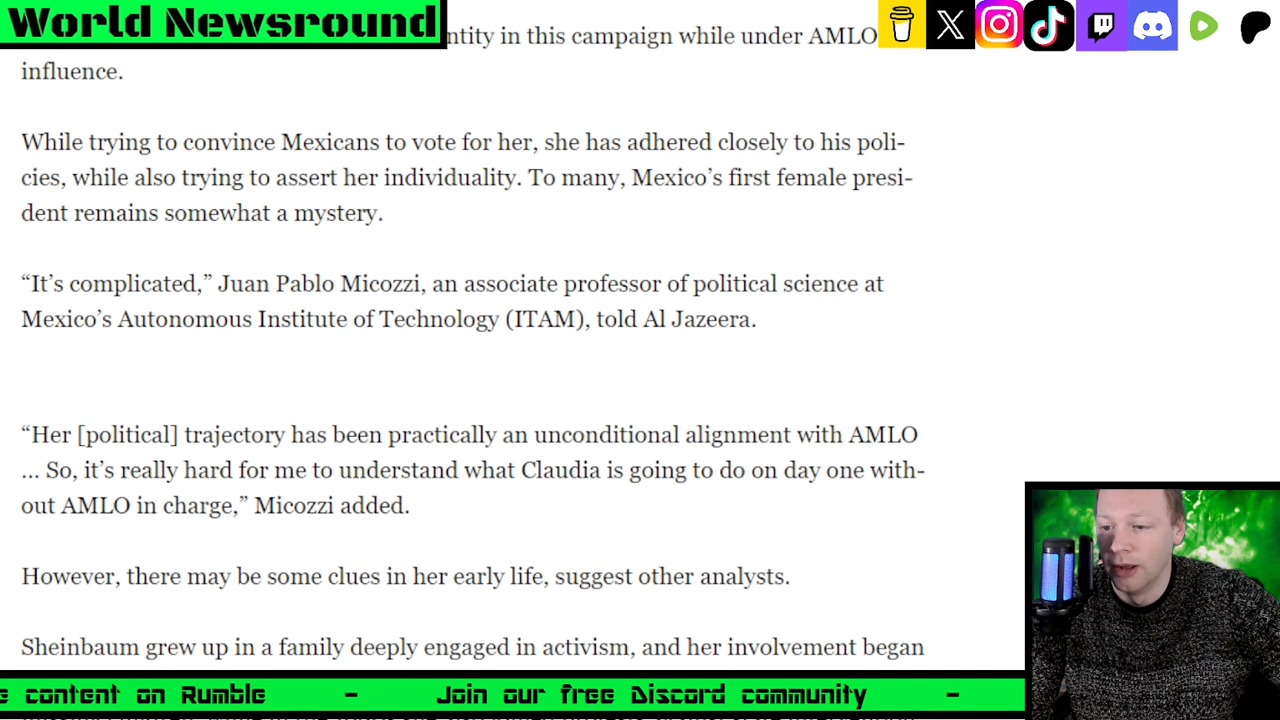 World Newsround
ntity in this campaign while under AMLO
influence.
While trying to convince Mexicans to vote for her, she has adhered closely to his poli-
cies, while also trying to assert her individuality. To many, Mexico’s first female presi-
dent remains somewhat a mystery.
“It’s complicated,” Juan Pablo Micozzi, an associate professor of political science at
Mexico’s Autonomous Institute of Technology (ITAM), told Al Jazeera.
“Her [political] trajectory has been practically an unconditional alignment with AMLO
... So, it’s really hard for me to understand what Claudia is going to do on day one with-
out AMLO in charge,” Micozzi added.
However, there may be some clues in her early life, suggest other analysts.
Sheinbaum grew up in a family deeply engaged in activism, and her involvement began
e content on Rumble - Join our free Discord community -